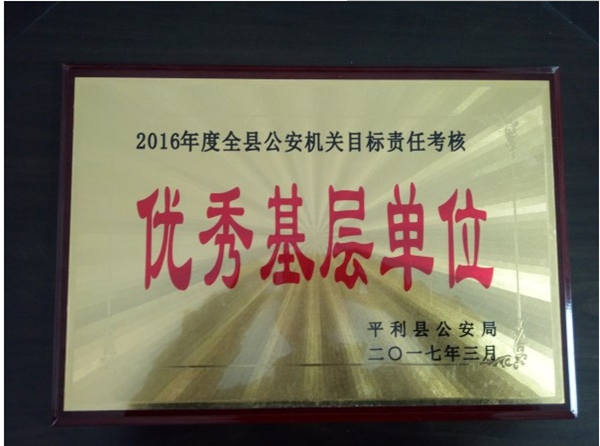 2016年度全县公安机关目标责任考核
优秀基层单位
平利县公安局
二〇一七年三月